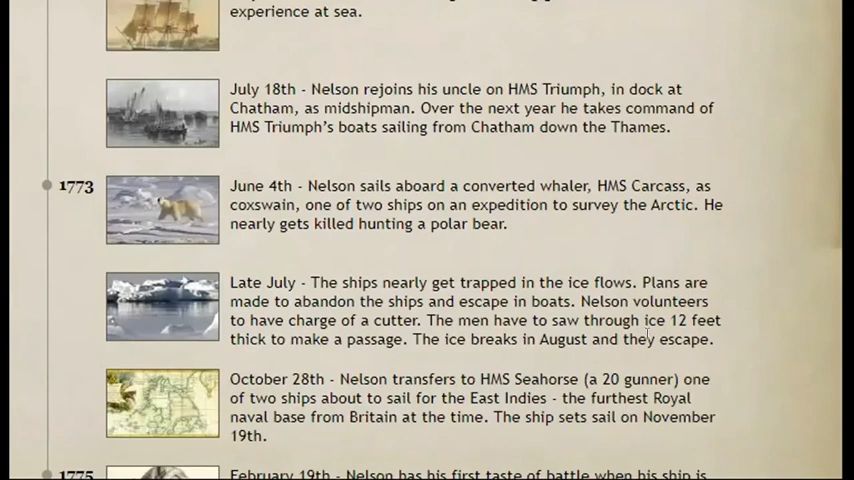 experience at sea.
July 18th - Nelson rejoins his uncle on HMS Triumph, in dock at
Chatham, as midshipman. Over the next year he takes command of
HMS Triumph's boats sailing from Chatham down the Thames.
1773
June 4th - Nelson sails aboard a converted whaler, HMS Carcass, as
coxswain, one of two ships on an expedition to survey the Arctic. He
nearly gets killed hunting a polar bear.
Late July - The ships nearly get trapped in the ice flows. Plans are
made to abandon the ships and escape in boats. Nelson volunteers
to have charge of a cutter. The men have to saw through ice 12 feet
thick to make a passage. The ice breaks in August and they escape.
October 28th - Nelson transfers to HMS Seahorse (a 20 gunner) one
of two ships about to sail for the East Indies - the furthest Royal
naval base from Britain at the time. The ship sets sail on November
19th.
1775
February 19th - Nelson has his first taste of battle when his ship is